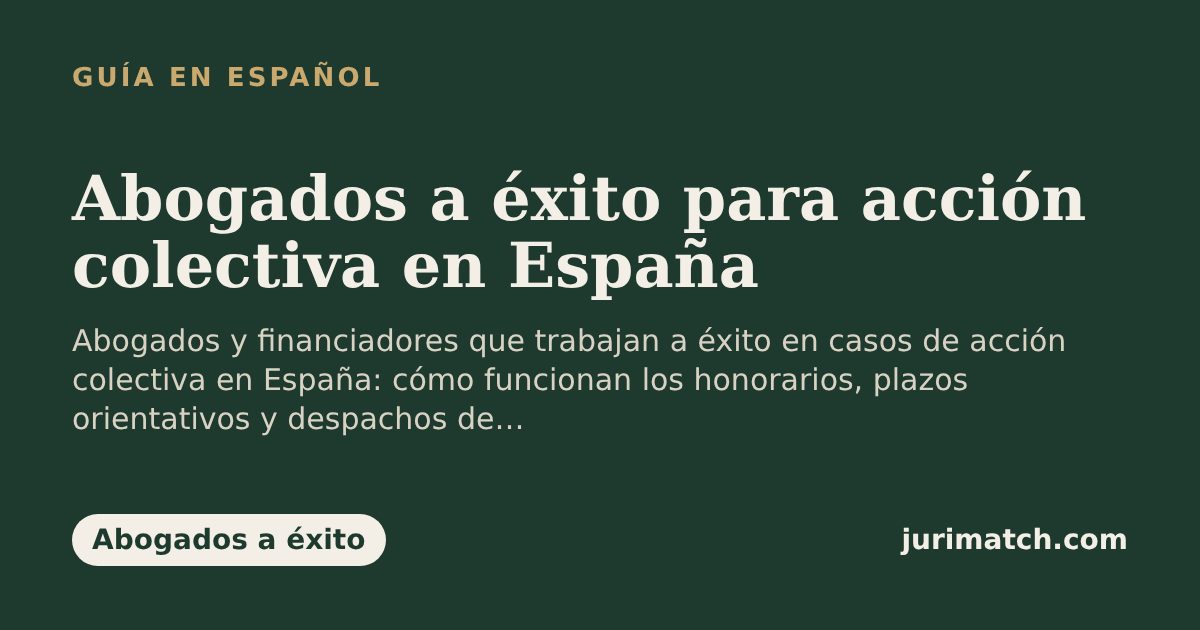 GUÍA EN ESPAÑOL
Abogados a éxito para acción
colectiva en España
Abogados y financiadores que trabajan a éxito en casos de acción
colectiva en España: cómo funcionan los honorarios, plazos
orientativos y despachos de…
Abogados a éxito
jurimatch.com